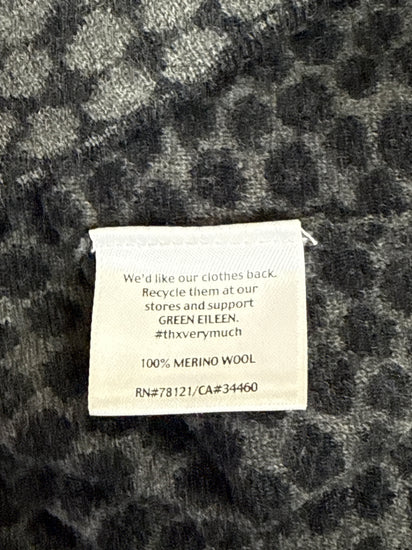 We'd like our clothes back.
Recycle them at our
stores and support
GREEN EILEEN.
#thxverymuch
100% MERINO WOOL
RN#78121/CA#34460